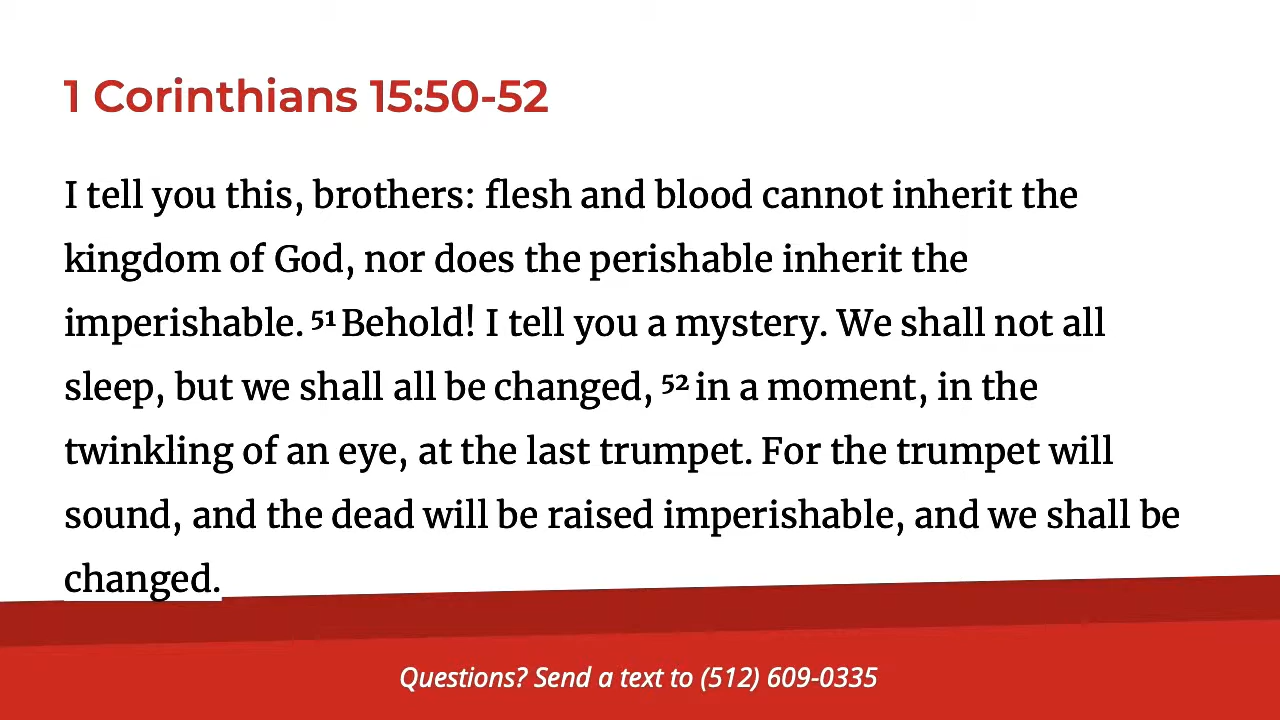 1 Corinthians 15:50-52
I tell you this, brothers: flesh and blood cannot inherit the
kingdom of God, nor does the perishable inherit the
imperishable. ⁵¹ Behold! I tell you a mystery. We shall not all
sleep, but we shall all be changed, ⁵² in a moment, in the
twinkling of an eye, at the last trumpet. For the trumpet will
sound, and the dead will be raised imperishable, and we shall be
changed.
Questions? Send a text to (512) 609-0335